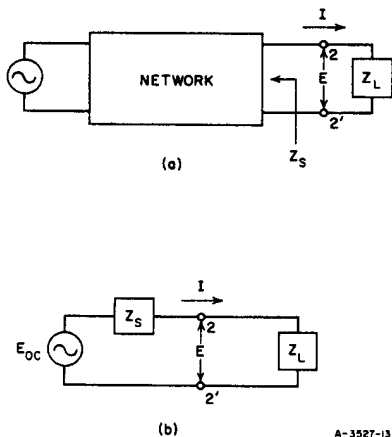 I
2
NETWORK
E
Z_L
2'
Z_S
(a)
I
Z_S
2
E_OC
E
Z_L
2'
(b)
A-3527-13